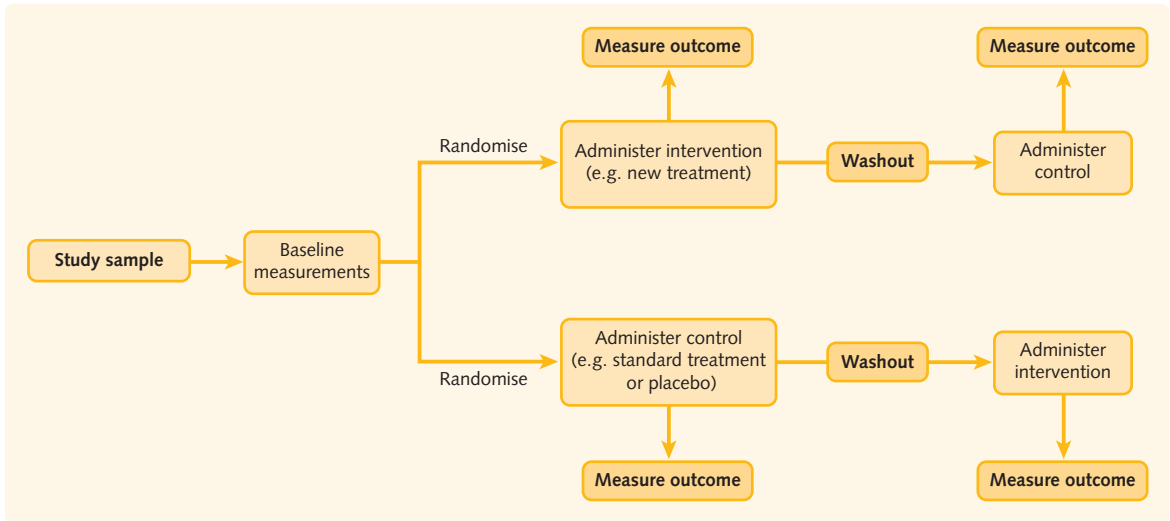 Measure outcome
Measure outcome
Randomise
Administer intervention
(e.g. new treatment)
Washout
Administer
control
Study sample
Baseline
measurements
Randomise
Administer control
(e.g. standard treatment
or placebo)
Washout
Administer
intervention
Measure outcome
Measure outcome